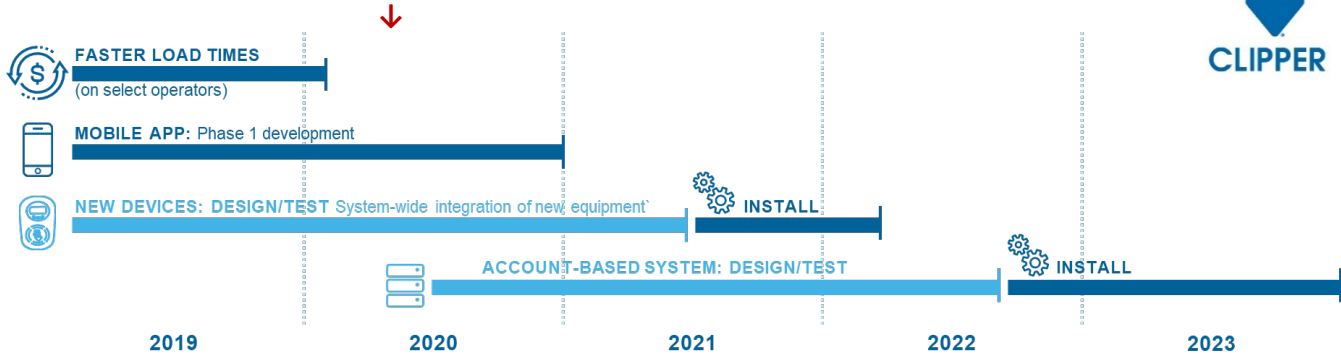 CLIPPER
$
FASTER LOAD TIMES
(on select operators)
MOBILE APP: Phase 1 development
NEW DEVICES: DESIGN/TEST System-wide integration of new equipment`
INSTALL
ACCOUNT-BASED SYSTEM: DESIGN/TEST
INSTALL
2019 2020 2021 2022 2023